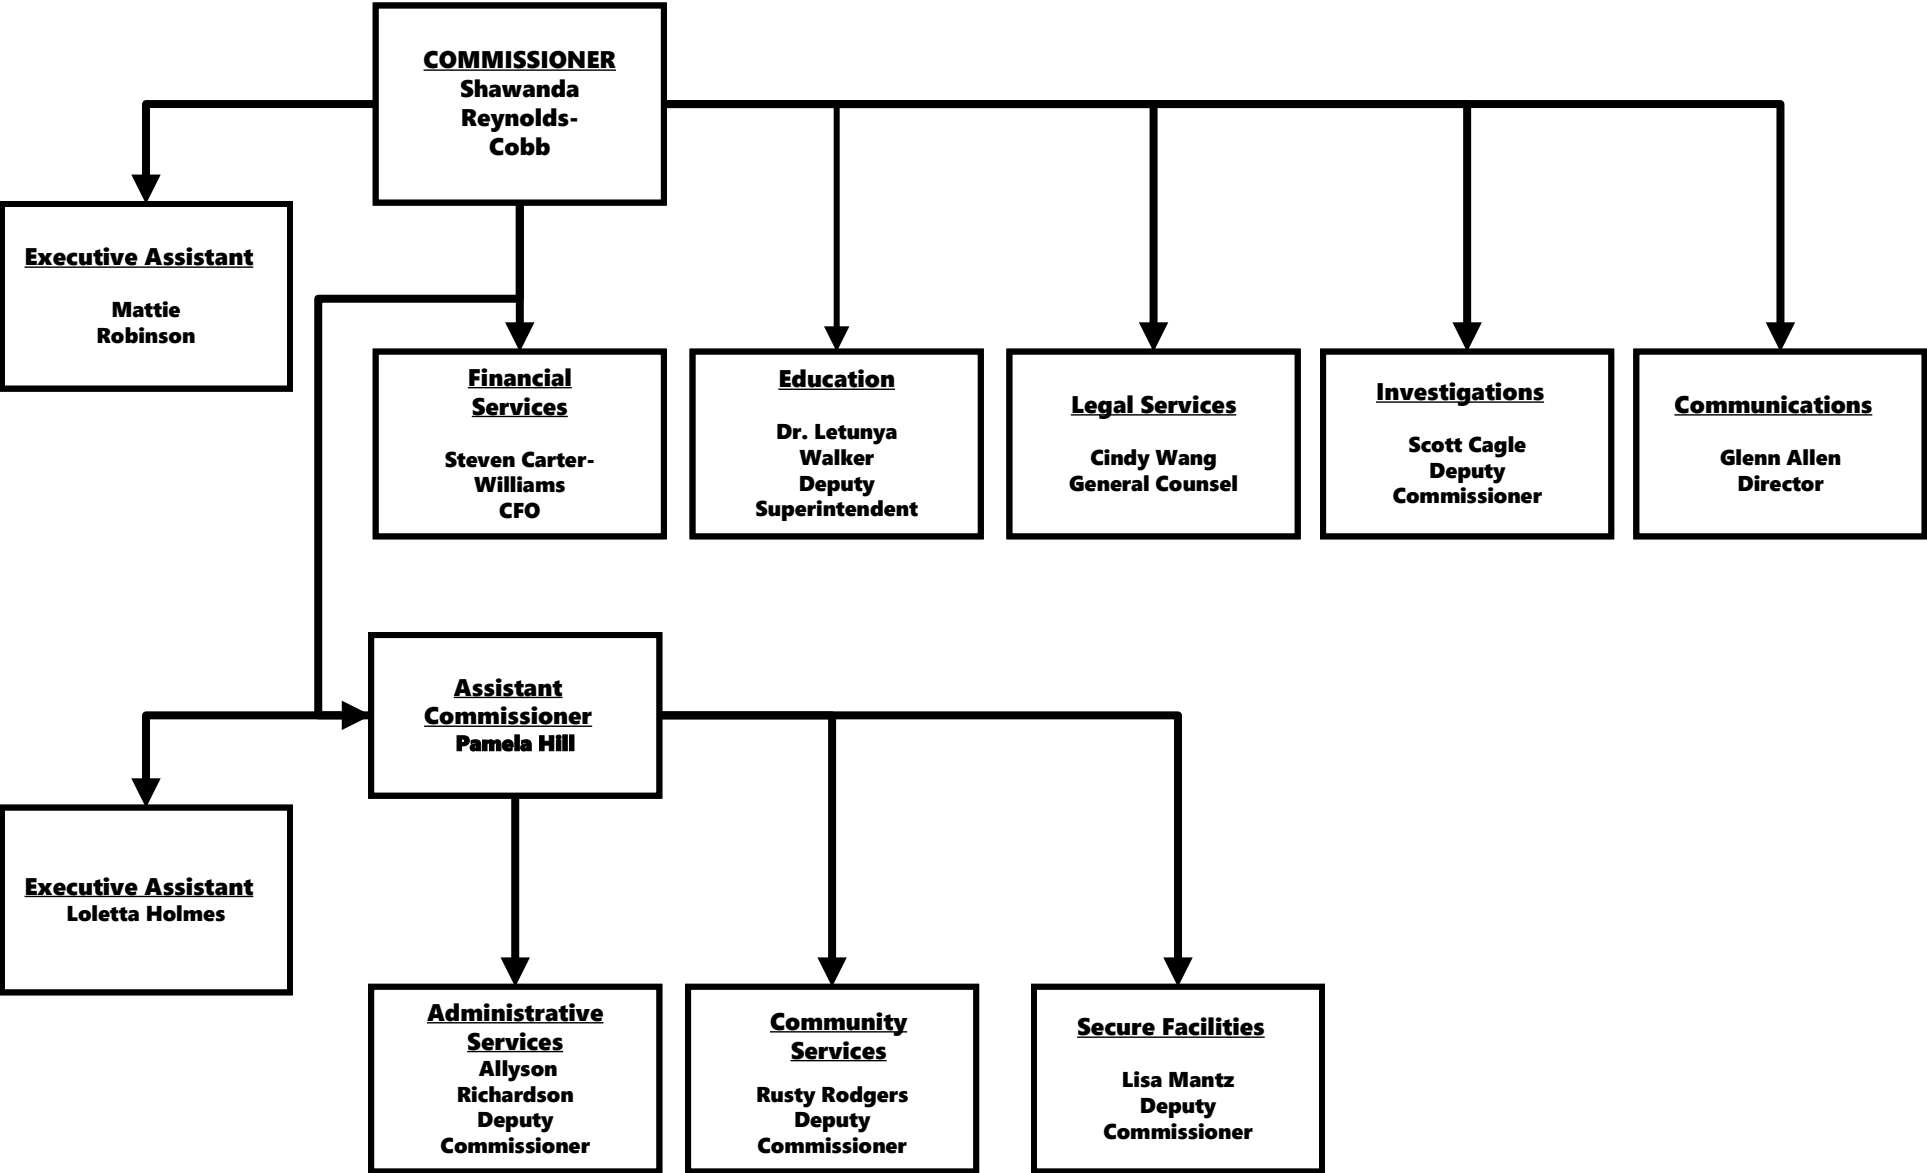 COMMISSIONER
Shawanda
Reynolds-
Cobb
Executive Assistant
Mattie
Robinson
Financial
Services
Steven Carter-
Williams
CFO
Education
Dr. Letunya
Walker
Deputy
Superintendent
Legal Services
Cindy Wang
General Counsel
Investigations
Scott Cagle
Deputy
Commissioner
Communications
Glenn Allen
Director
Assistant
Commissioner
Pamela Hill
Executive Assistant
Loletta Holmes
Administrative
Services
Allyson
Richardson
Deputy
Commissioner
Community
Services
Rusty Rodgers
Deputy
Commissioner
Secure Facilities
Lisa Mantz
Deputy
Commissioner